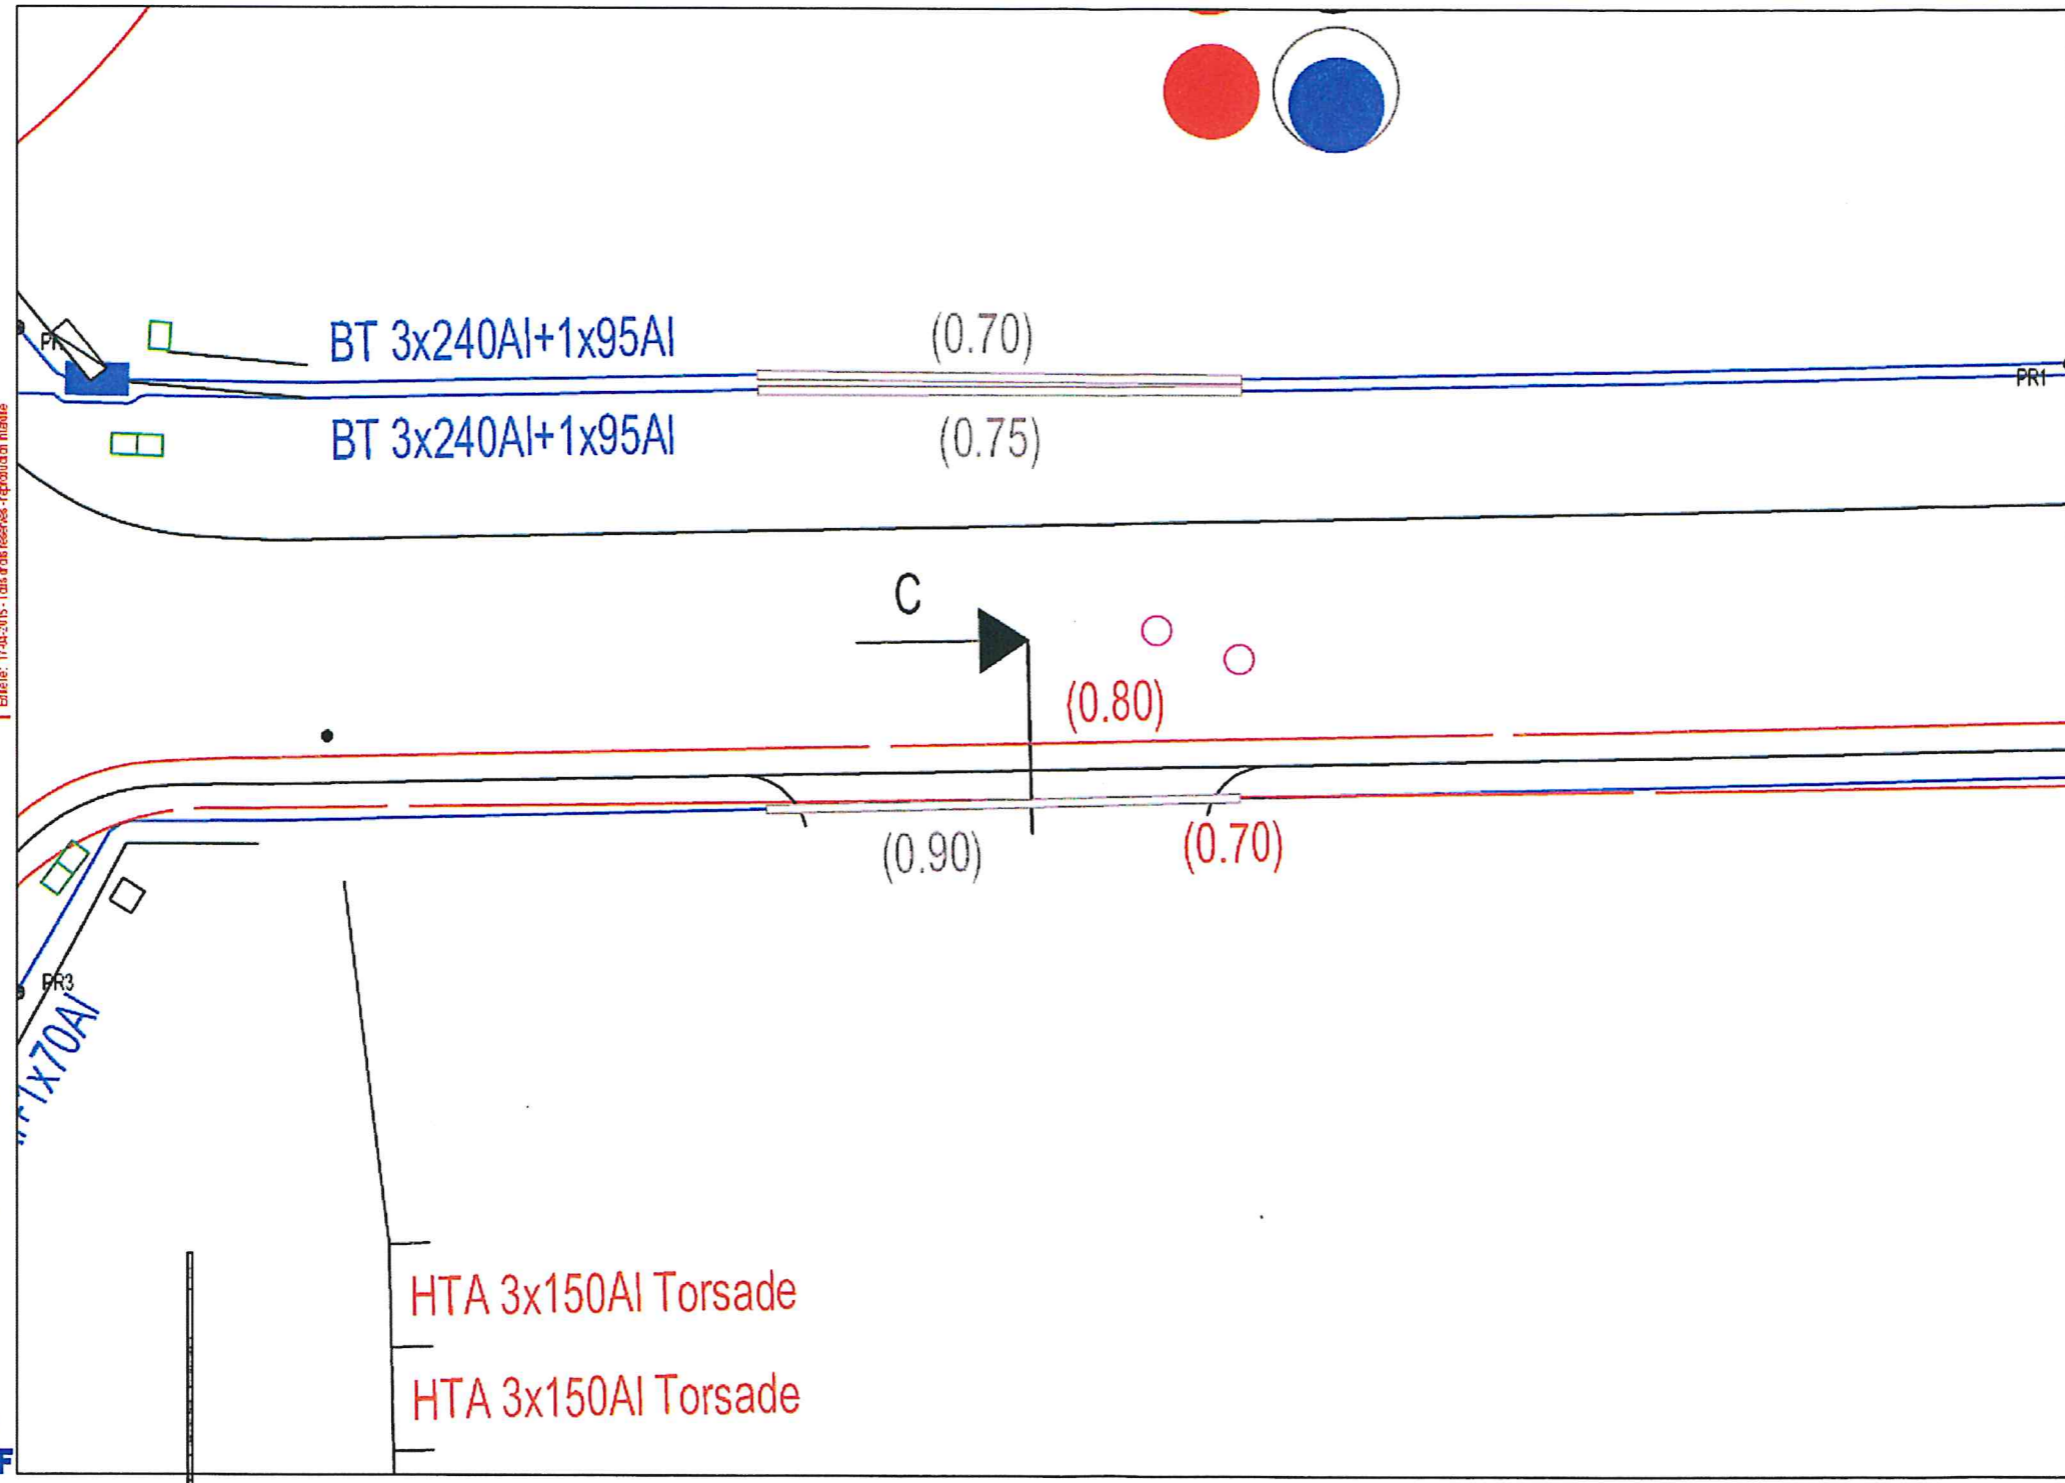 BT 3x240Al+1x95Al
(0.70)
PR1
BT 3x240Al+1x95Al
(0.75)
C
(0.80)
(0.90)
(0.70)
PR3
1x70Al
HTA 3x150Al Torsade
HTA 3x150Al Torsade